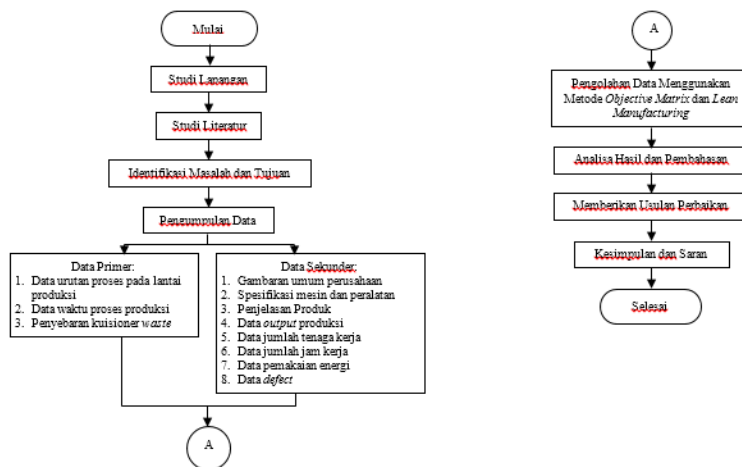 Mulai
Studi Lapangan
Studi Literatur
Identifikasi Masalah dan Tujuan
Pengumpulan Data
Data Primer:
1. Data urutan proses pada lantai
produksi
2. Data waktu proses produksi
3. Penyebaran kuisioner waste
Data Sekunder:
1. Gambaran umum perusahaan
2. Spesifikasi mesin dan peralatan
3. Penjelasan Produk
4. Data output produksi
5. Data jumlah tenaga kerja
6. Data jumlah jam kerja
7. Data pemakaian energi
8. Data defect
A
A
Pengolahan Data Menggunakan
Metode Objective Matrix dan Lean
Manufacturing
Analisa Hasil dan Pembahasan
Memberikan Usulan Perbaikan
Kesimpulan dan Saran
Selesai